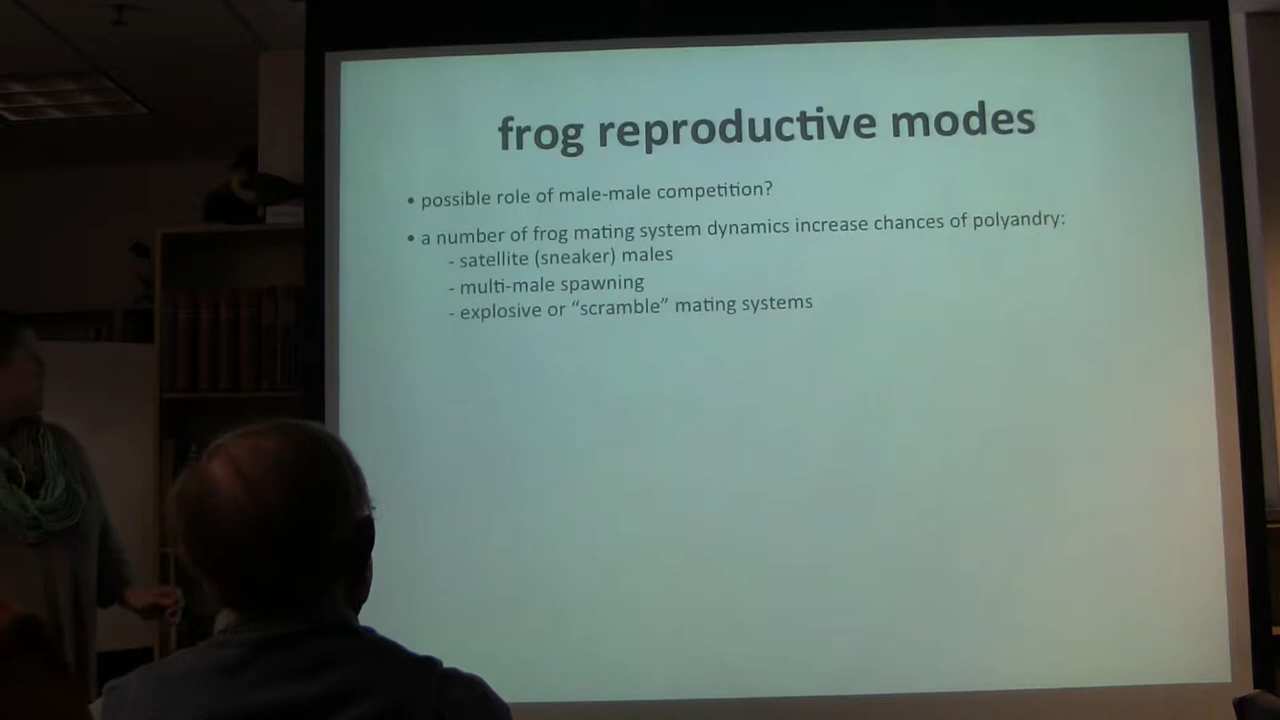 frog reproductive modes
• possible role of male-male competition?
• a number of frog mating system dynamics increase chances of polyandry:
- satellite (sneaker) males
- multi-male spawning
- explosive or “scramble” mating systems